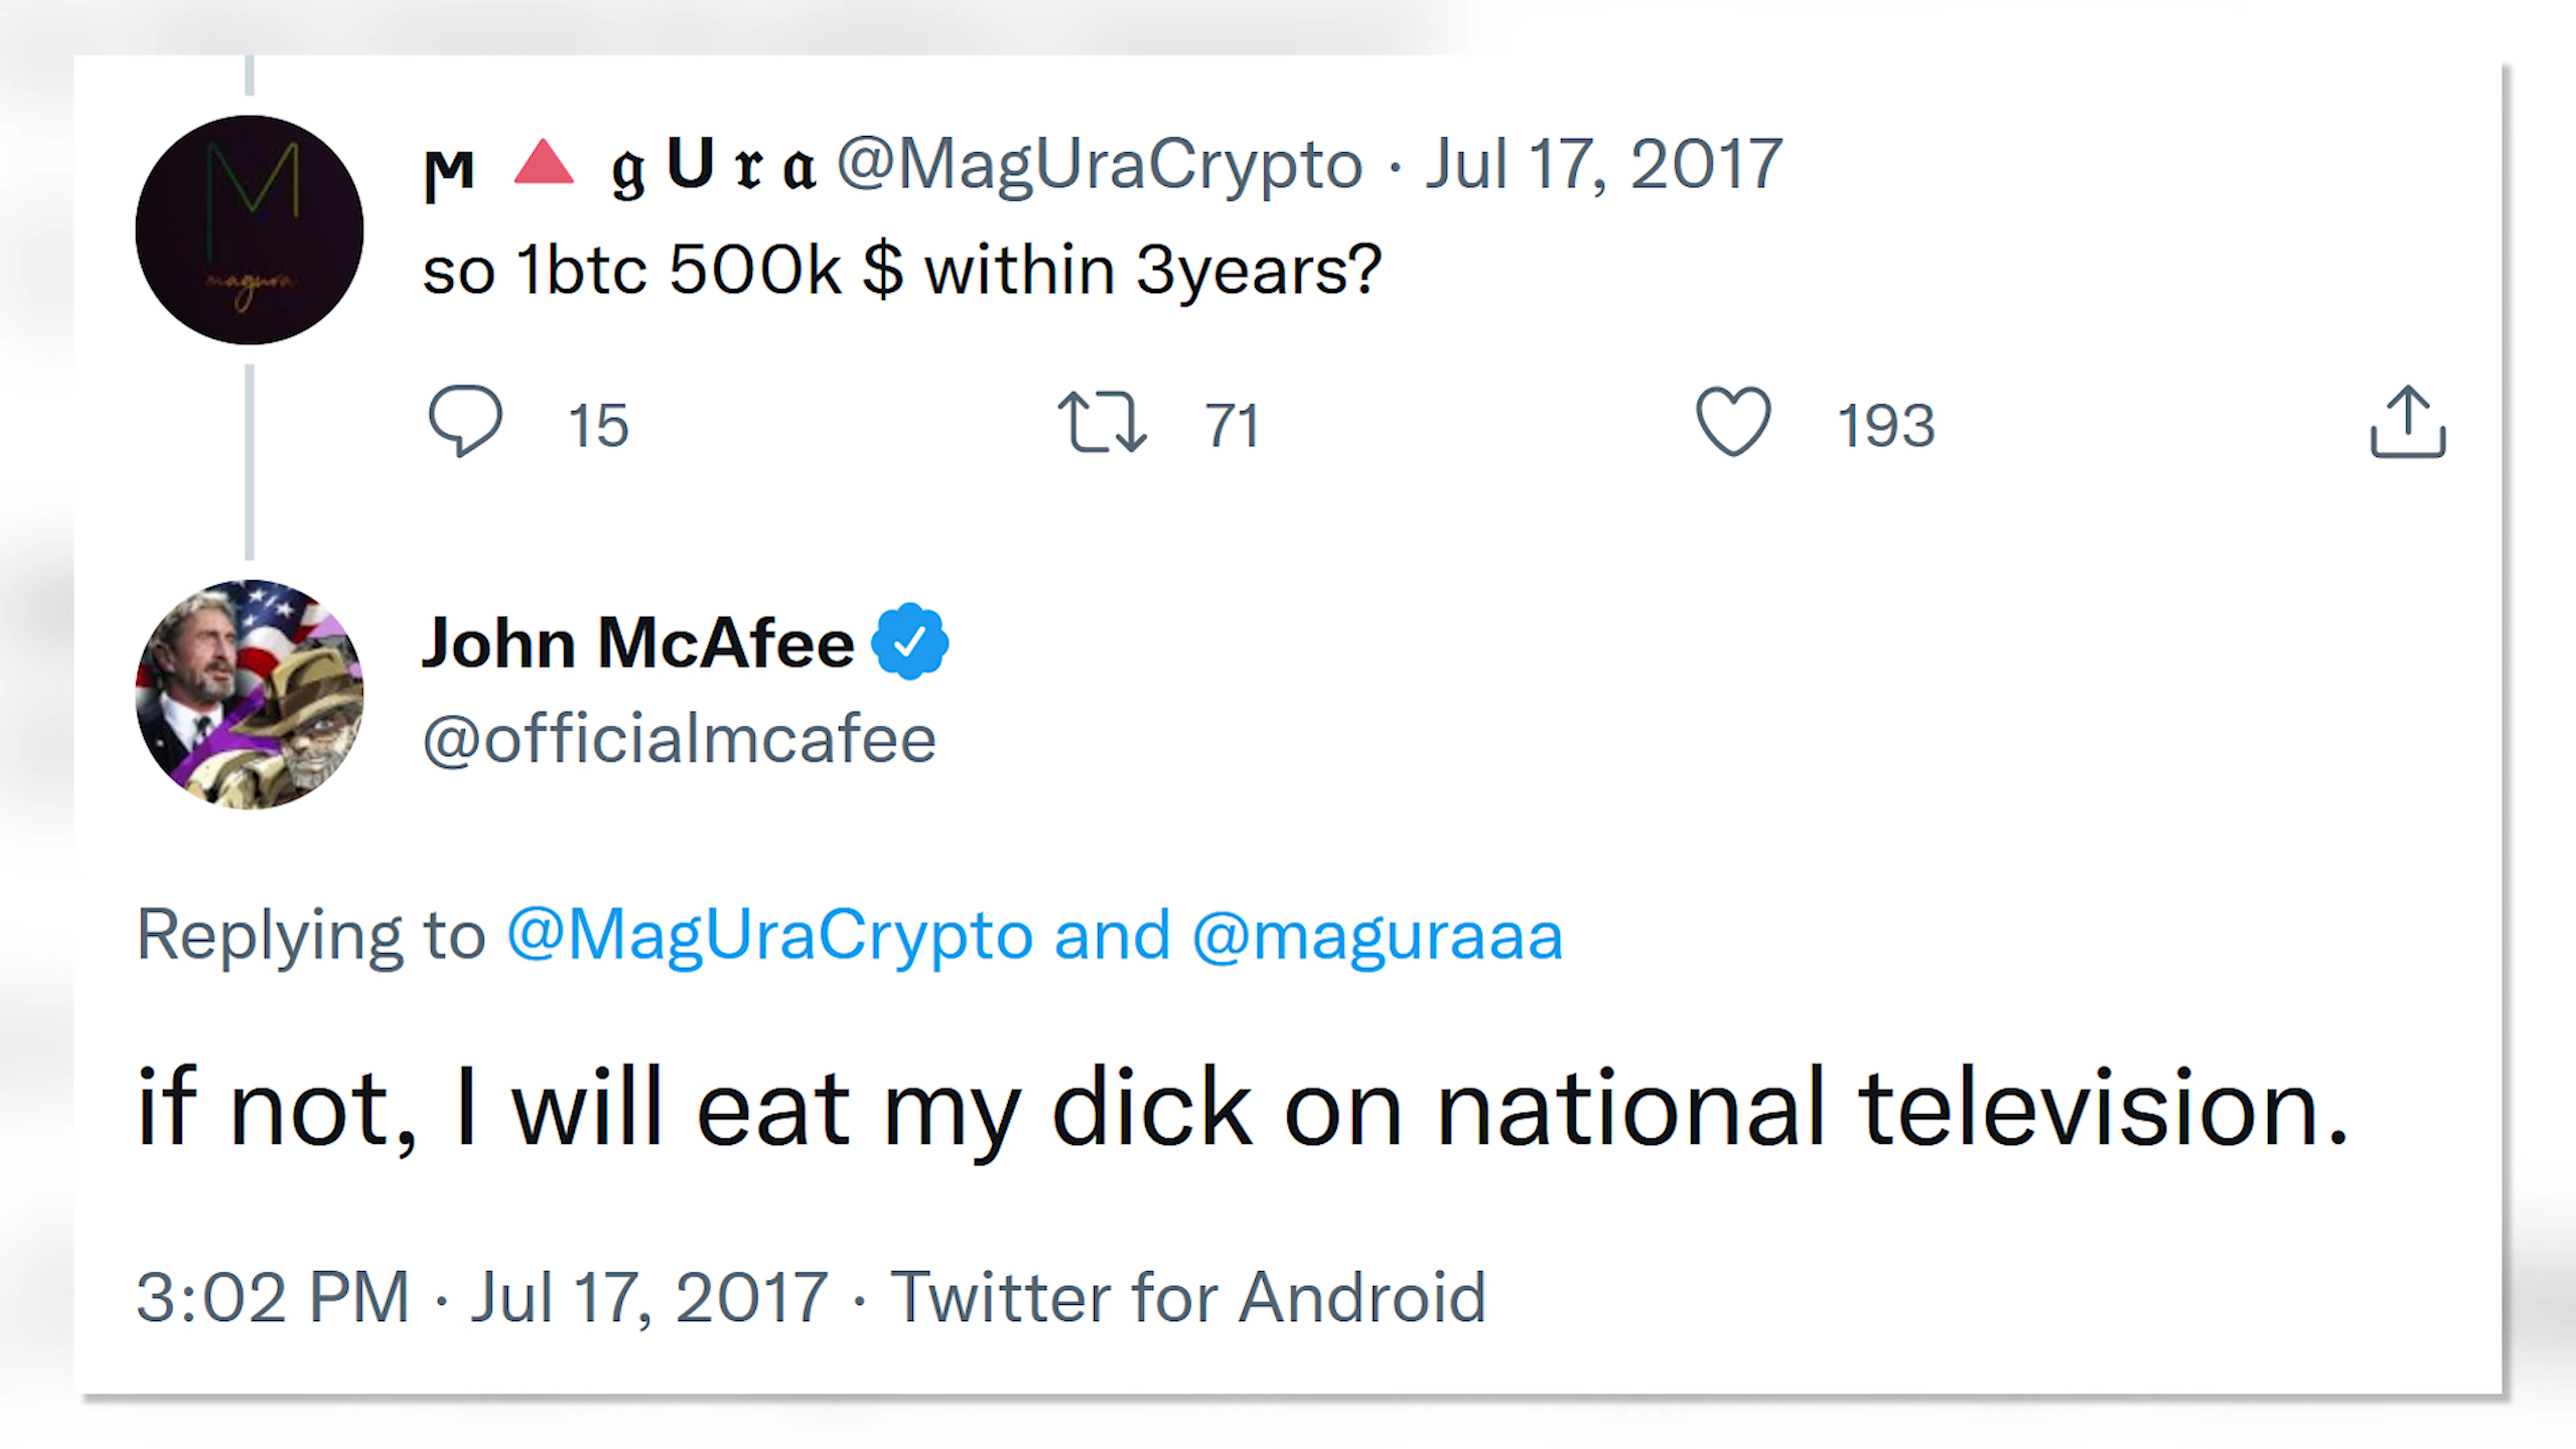 M
magura
ϻ 🔺 𝖌 U 𝖗 𝖆 @MagUraCrypto · Jul 17, 2017
so 1btc 500k $ within 3years?
15 71 193
John McAfee
@officialmcafee
Replying to @MagUraCrypto and @maguraaa
if not, I will eat my dick on national television.
3:02 PM · Jul 17, 2017 · Twitter for Android